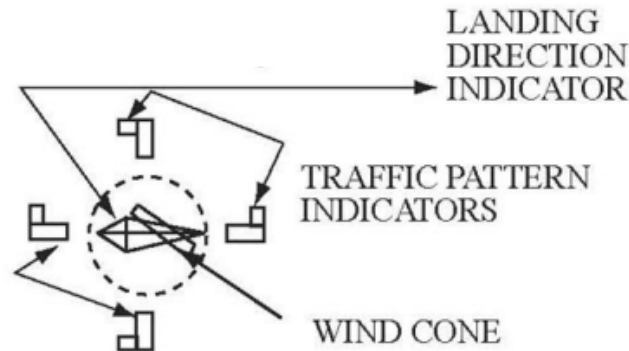 LANDING
DIRECTION
INDICATOR
TRAFFIC PATTERN
INDICATORS
WIND CONE